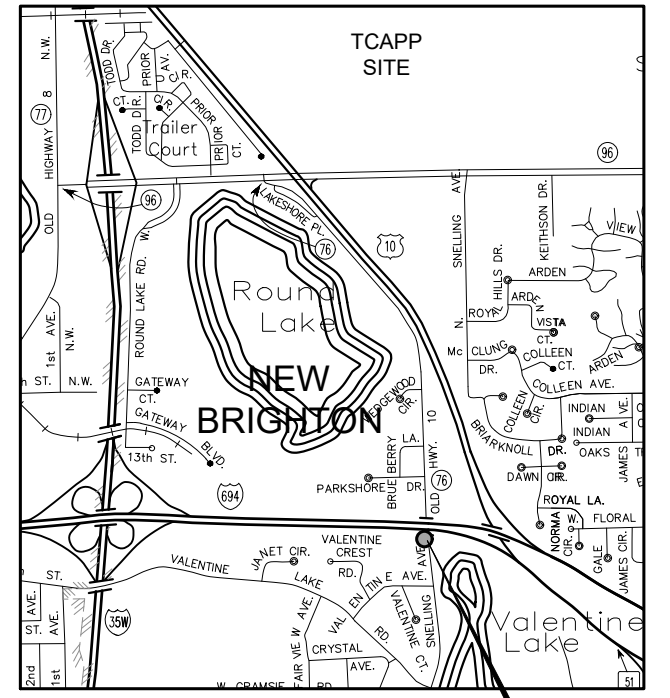 TCAPP
SITE
TODD DR.
PRIOR
AV.
CIR.
CT.
CIR.
TODD DR.
PRIOR
PRIOR
CT.
Trailer
Court
77
OLD HIGHWAY 8 N.W.
96
96
LAKESHORE PL.
76
10
ROUND LAKE RD. W.
Round
Lake
SNELLING AVE.
N.
KEITHSON DR.
VIEW
HILLS DR.
ARDEN
ROYAL
ARDEN
VISTA
CT.
Mc CLUNG
DR.
COLLEEN
CT.
ARDEN
COLLEEN AVE.
1st AVE.
N.W.
ST. N.W.
GATEWAY
CT.
NEW
BRIGHTON
EDGEWOOD
CIR.
COLLEEN
CIR.
INDIAN
INDIAN
OAKS
JAMES AVE.
BRIARKNOLL
DR.
GATEWAY
BLVD.
13th ST.
BRUE BERRY
LA.
PARKSHORE DR.
OLD HWY. 10
76
DAWN CIR.
ROYAL LA.
694
NORMA
CIR.
W. FLORAL
GALE
JAMES CIR.
VALENTINE
LAKE
RD.
JANET CIR.
VALENTINE
CREST
RD.
VALENTINE AVE.
VALENTINE CT.
SNELLING
AVE
ST.
AVE.
ST.
AVE.
2nd
1st
35W
FAIRVIEW AVE.
CRYSTAL
AVE.
W. GRAMSIE RD
Valentine
Lake
51